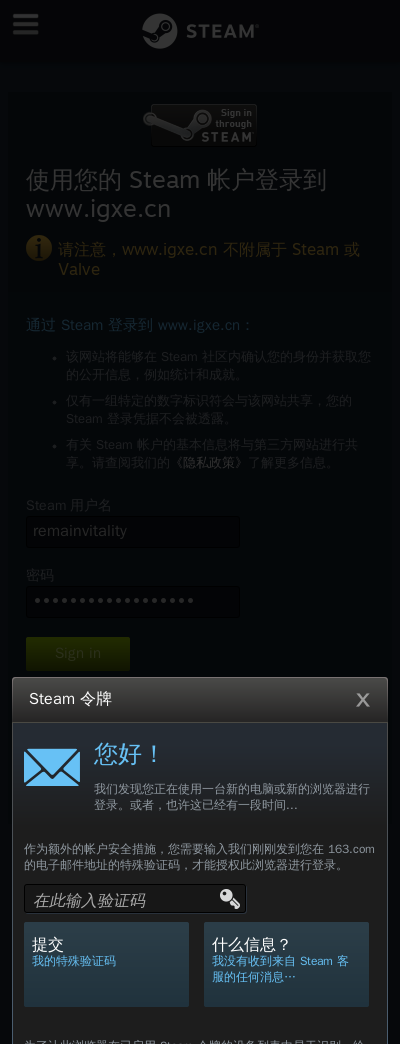 STEAM®
Sign in
through
STEAM
使用您的 Steam 帐户登录到
www.igxe.cn
请注意，www.igxe.cn 不附属于 Steam 或
Valve
通过 Steam 登录到 www.igxe.cn：
• 该网站将能够在 Steam 社区内确认您的身份并获取您
的公开信息，例如统计和成就。
• 仅有一组特定的数字标识符会与该网站共享，您的
Steam 登录凭据不会被透露。
• 有关 Steam 帐户的基本信息将与第三方网站进行共
享。请查阅我们的《隐私政策》了解更多信息。
Steam 用户名
remainvitality
密码
Sign in
Steam 令牌
您好！
我们发现您正在使用一台新的电脑或新的浏览器进行
登录。或者，也许这已经有一段时间...
作为额外的帐户安全措施，您需要输入我们刚刚发到您在 163.com
的电子邮件地址的特殊验证码，才能授权此浏览器进行登录。
在此输入验证码
提交
我的特殊验证码
什么信息？
我没有收到来自 Steam 客
服的任何消息…